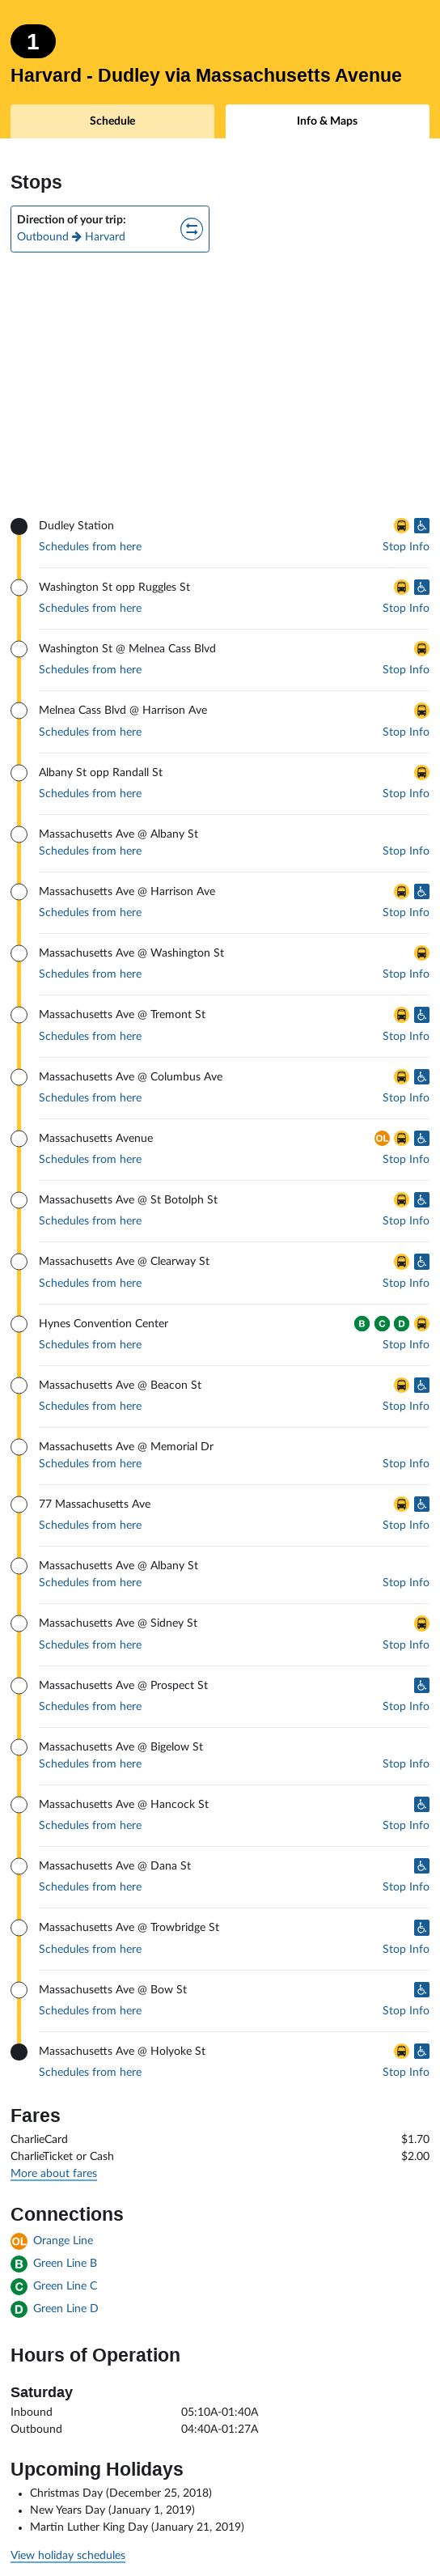 1
Harvard - Dudley via Massachusetts Avenue
Schedule Info & Maps
Stops
Direction of your trip:
Outbound → Harvard
Dudley Station
Schedules from here Stop Info
Washington St opp Ruggles St
Schedules from here Stop Info
Washington St @ Melnea Cass Blvd
Schedules from here Stop Info
Melnea Cass Blvd @ Harrison Ave
Schedules from here Stop Info
Albany St opp Randall St
Schedules from here Stop Info
Massachusetts Ave @ Albany St
Schedules from here Stop Info
Massachusetts Ave @ Harrison Ave
Schedules from here Stop Info
Massachusetts Ave @ Washington St
Schedules from here Stop Info
Massachusetts Ave @ Tremont St
Schedules from here Stop Info
Massachusetts Ave @ Columbus Ave
Schedules from here Stop Info
Massachusetts Avenue OL
Schedules from here Stop Info
Massachusetts Ave @ St Botolph St
Schedules from here Stop Info
Massachusetts Ave @ Clearway St
Schedules from here Stop Info
Hynes Convention Center B C D
Schedules from here Stop Info
Massachusetts Ave @ Beacon St
Schedules from here Stop Info
Massachusetts Ave @ Memorial Dr
Schedules from here Stop Info
77 Massachusetts Ave
Schedules from here Stop Info
Massachusetts Ave @ Albany St
Schedules from here Stop Info
Massachusetts Ave @ Sidney St
Schedules from here Stop Info
Massachusetts Ave @ Prospect St
Schedules from here Stop Info
Massachusetts Ave @ Bigelow St
Schedules from here Stop Info
Massachusetts Ave @ Hancock St
Schedules from here Stop Info
Massachusetts Ave @ Dana St
Schedules from here Stop Info
Massachusetts Ave @ Trowbridge St
Schedules from here Stop Info
Massachusetts Ave @ Bow St
Schedules from here Stop Info
Massachusetts Ave @ Holyoke St
Schedules from here Stop Info
Fares
CharlieCard $1.70
CharlieTicket or Cash $2.00
More about fares
Connections
OL Orange Line
B Green Line B
C Green Line C
D Green Line D
Hours of Operation
Saturday
Inbound 05:10A-01:40A
Outbound 04:40A-01:27A
Upcoming Holidays
• Christmas Day (December 25, 2018)
• New Years Day (January 1, 2019)
• Martin Luther King Day (January 21, 2019)
View holiday schedules